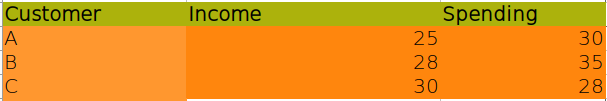 Customer Income Spending
A 25 30
B 28 35
C 30 28